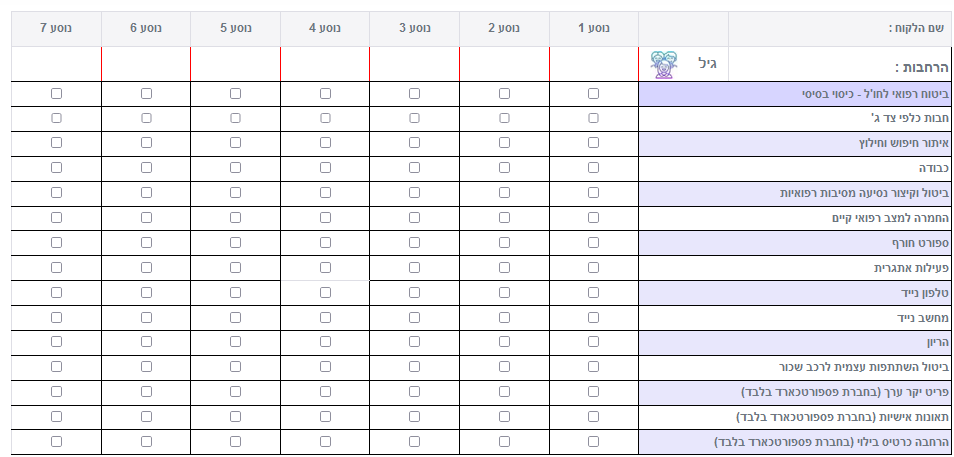 שם הלקוח : נוסע 1 נוסע 2 נוסע 3 נוסע 4 נוסע 5 נוסע 6 נוסע 7
הרחבות : גיל
ביטוח רפואי לחו'ל - כיסוי בסיסי
חבות כלפי צד ג'
איתור חיפוש וחילוץ
כבודה
ביטול וקיצור נסיעה מסיבות רפואיות
החמרה למצב רפואי קיים
ספורט חורף
פעילות אתגרית
טלפון נייד
מחשב נייד
הריון
ביטול השתתפות עצמית לרכב שכור
פריט יקר ערך (בחברת פספורטכארד בלבד)
תאונות אישיות (בחברת פספורטכארד בלבד)
הרחבה כרטיס בילוי (בחברת פספורטכארד בלבד)